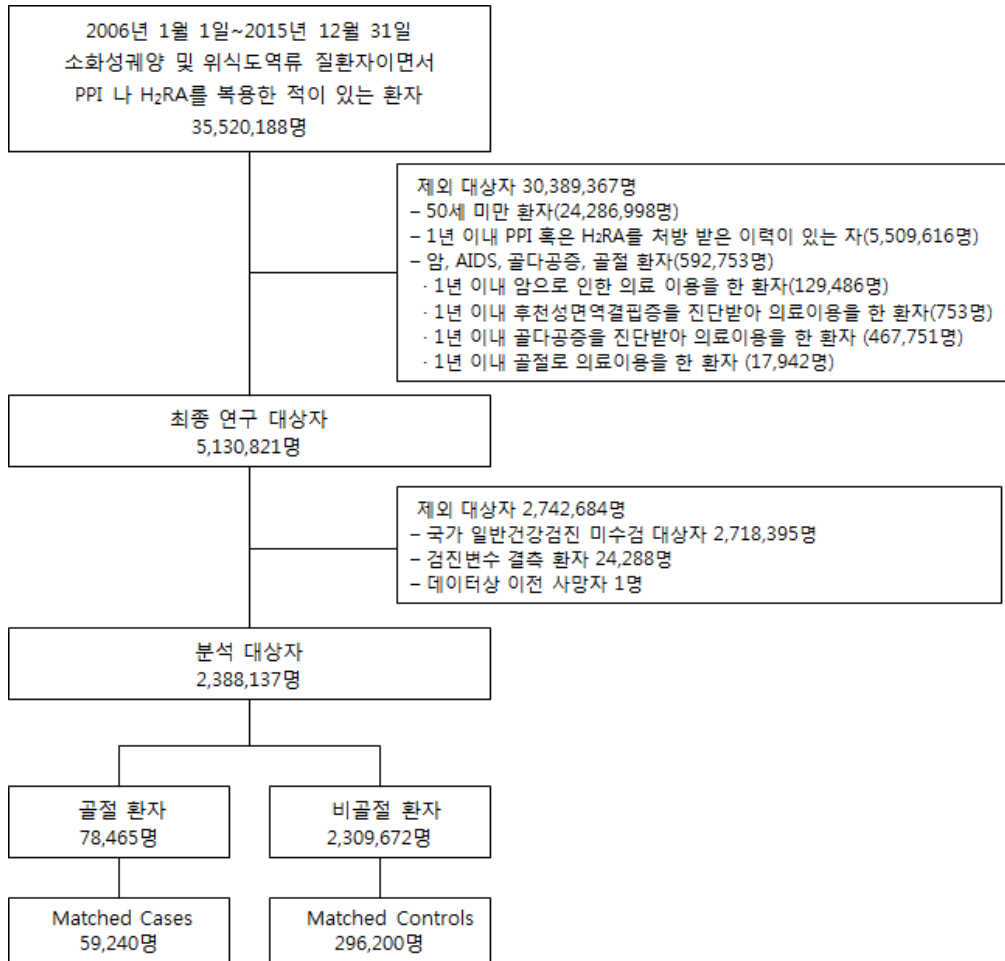 2006년 1월 1일~2015년 12월 31일
소화성궤양 및 위식도역류 질환자이면서
PPI 나 H₂RA를 복용한 적이 있는 환자
35,520,188명
제외 대상자 30,389,367명
– 50세 미만 환자(24,286,998명)
– 1년 이내 PPI 혹은 H₂RA를 처방 받은 이력이 있는 자(5,509,616명)
– 암, AIDS, 골다공증, 골절 환자(592,753명)
· 1년 이내 암으로 인한 의료 이용을 한 환자(129,486명)
· 1년 이내 후천성면역결핍증을 진단받아 의료이용을 한 환자(753명)
· 1년 이내 골다공증을 진단받아 의료이용을 한 환자 (467,751명)
· 1년 이내 골절로 의료이용을 한 환자 (17,942명)
최종 연구 대상자
5,130,821명
제외 대상자 2,742,684명
– 국가 일반건강검진 미수검 대상자 2,718,395명
– 검진변수 결측 환자 24,288명
– 데이터상 이전 사망자 1명
분석 대상자
2,388,137명
골절 환자
78,465명
비골절 환자
2,309,672명
Matched Cases
59,240명
Matched Controls
296,200명